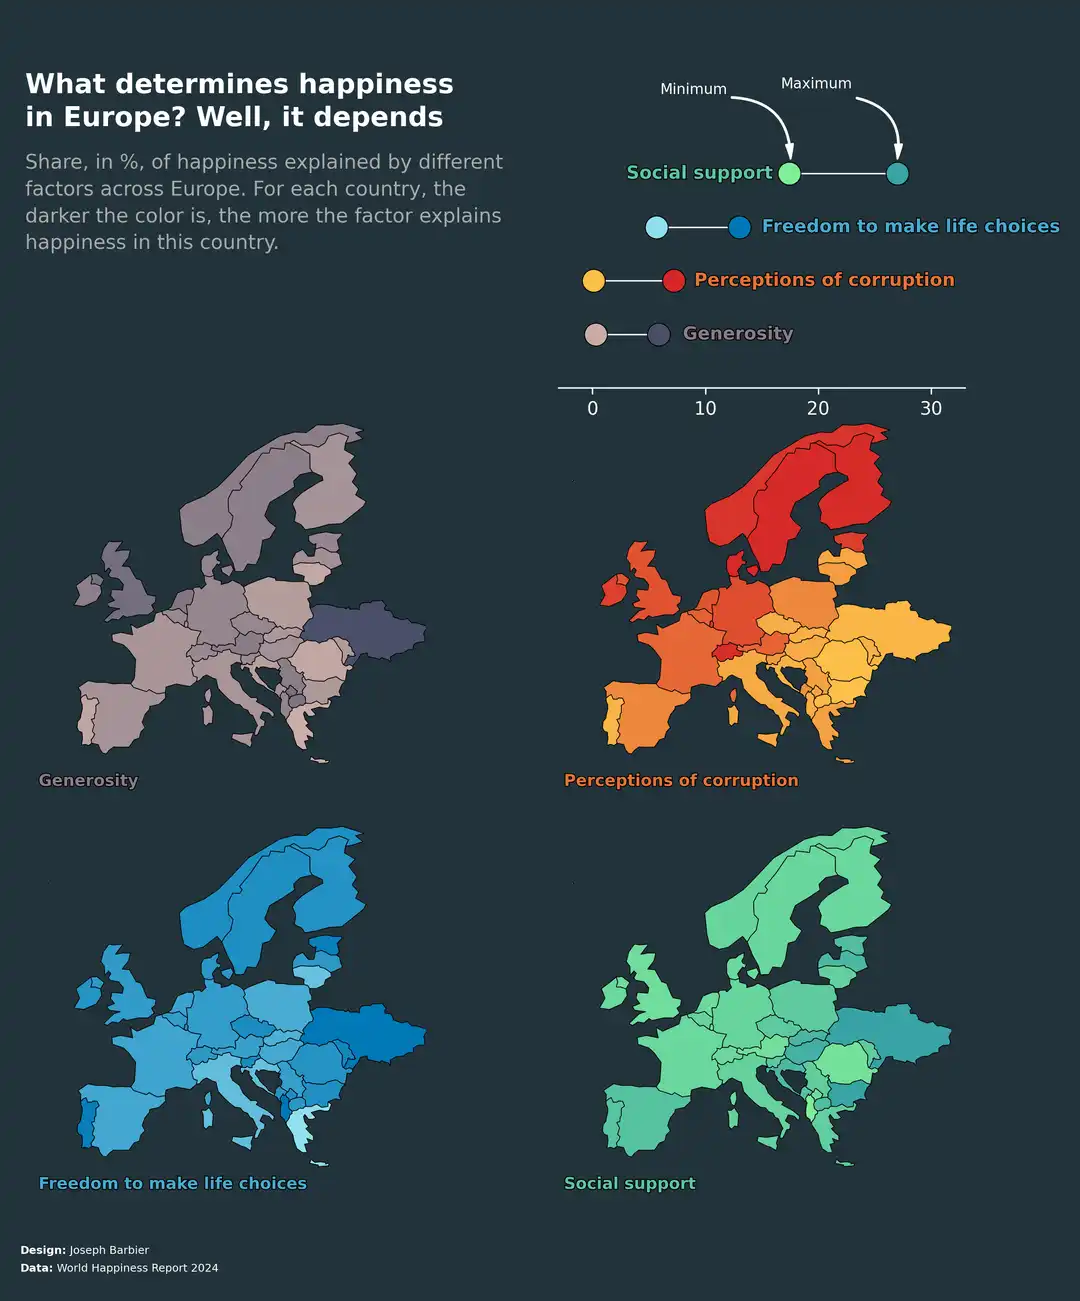 What determines happiness
in Europe? Well, it depends
Share, in %, of happiness explained by different
factors across Europe. For each country, the
darker the color is, the more the factor explains
happiness in this country.
Minimum
Maximum
Social support
Freedom to make life choices
Perceptions of corruption
Generosity
0 10 20 30
Generosity
Perceptions of corruption
Freedom to make life choices
Social support
Design: Joseph Barbier
Data: World Happiness Report 2024